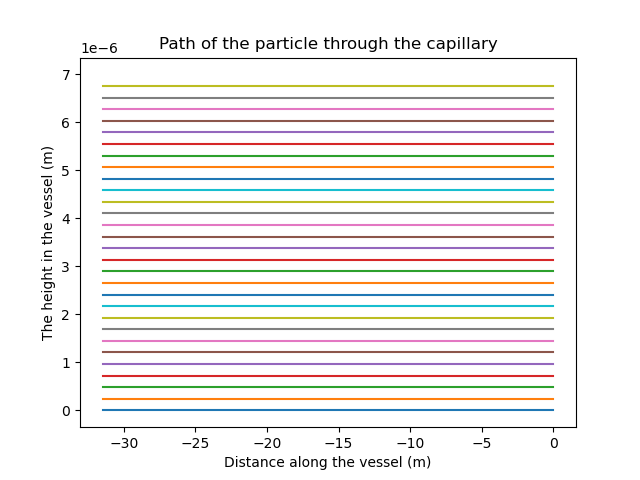 Path of the particle through the capillary
1e−6
7
6
5
4
3
2
1
0
The height in the vessel (m)
−30 −25 −20 −15 −10 −5 0
Distance along the vessel (m)